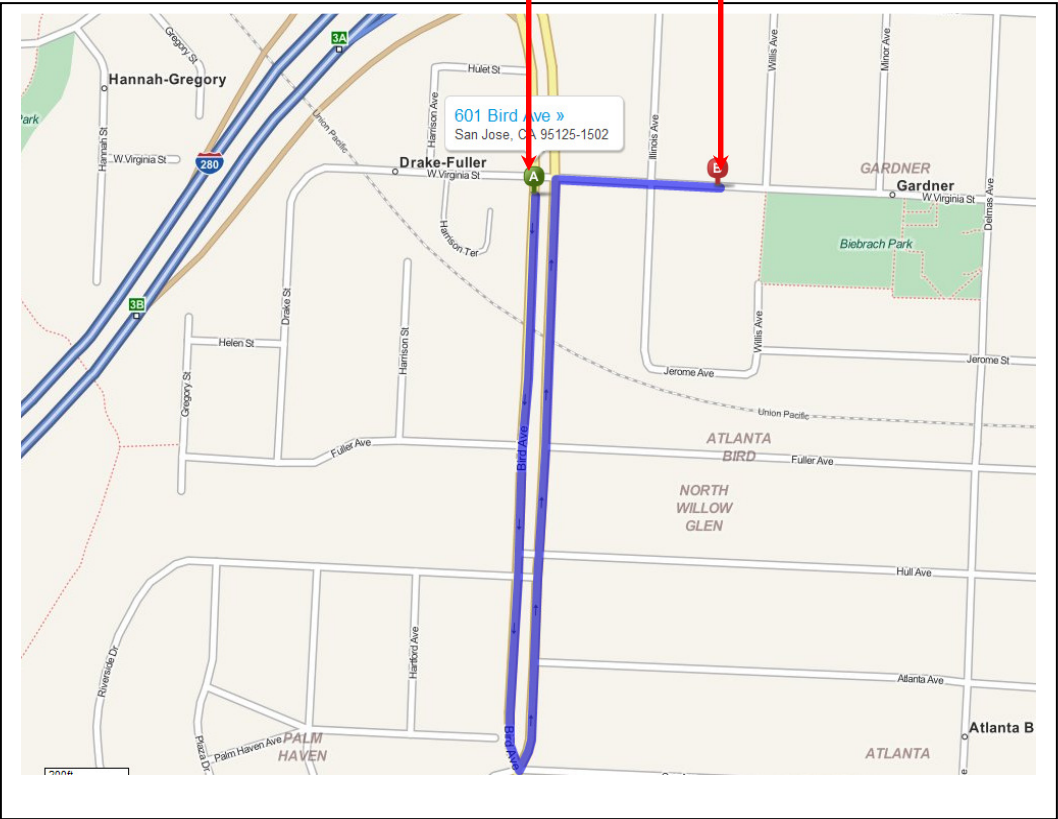 Gregory St
3A
Hannah-Gregory
Hulet St
Willis Ave
Minor Ave
Park
Harrison Ave
Union Pacific
601 Bird Ave »
San Jose, CA 95125-1502
Illinois Ave
Hannah St
W.Virginia St
280
Drake-Fuller
W.Virginia St
A
B
GARDNER
Gardner
W.Virginia St
Delmas Ave
Harrison Ter
Biebrach Park
3B
Drake St
Helen St
Harrison St
Willis Ave
Jerome St
Gregory St
Jerome Ave
Union Pacific
Fuller Ave
Bird Ave
ATLANTA
BIRD
Fuller Ave
NORTH
WILLOW
GLEN
Hull Ave
Riverside Dr
Hartford Ave
Atlanta Ave
Plaza Dr
Palm Haven Ave
PALM
HAVEN
Bird Ave
Atlanta B
ATLANTA